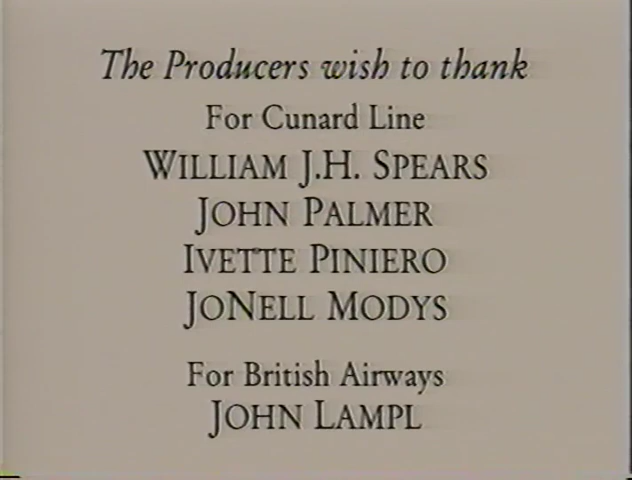 The Producers wish to thank
For Cunard Line
WILLIAM J.H. SPEARS
JOHN PALMER
IVETTE PINIERO
JONELL MODYS
For British Airways
JOHN LAMPL